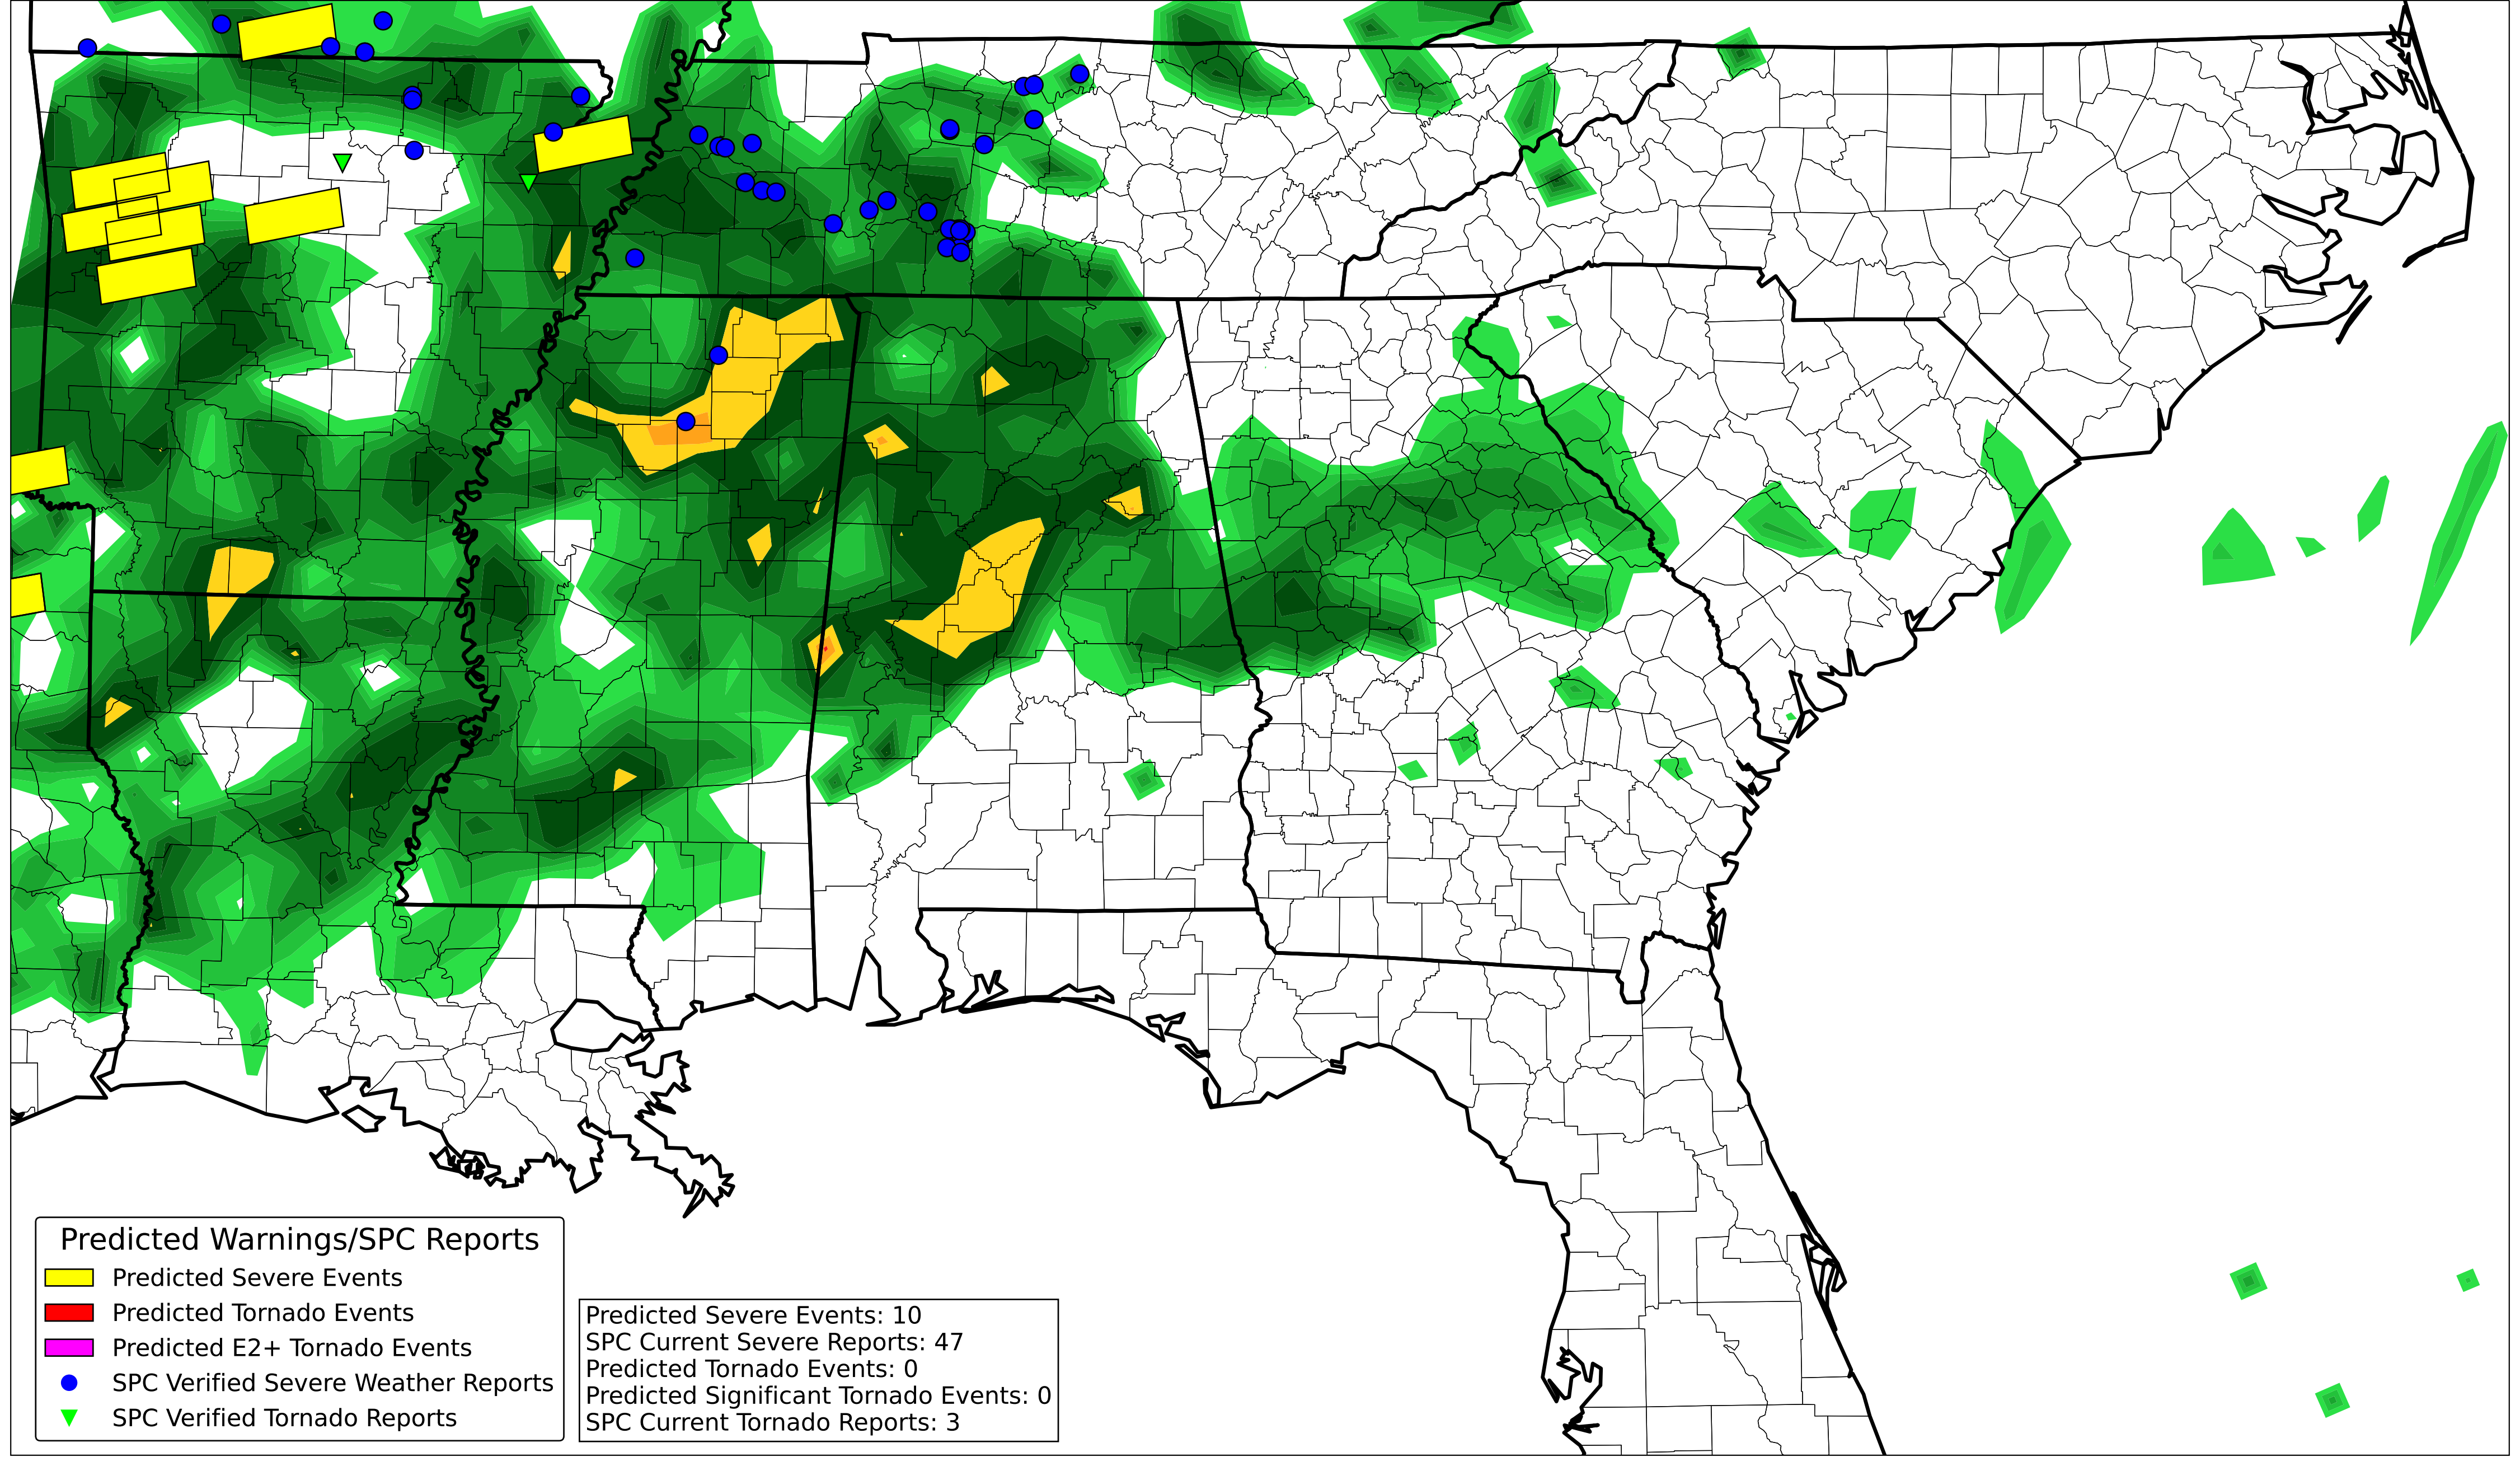 Predicted Warnings/SPC Reports
Predicted Severe Events
Predicted Tornado Events
Predicted E2+ Tornado Events
SPC Verified Severe Weather Reports
SPC Verified Tornado Reports
Predicted Severe Events: 10
SPC Current Severe Reports: 47
Predicted Tornado Events: 0
Predicted Significant Tornado Events: 0
SPC Current Tornado Reports: 3